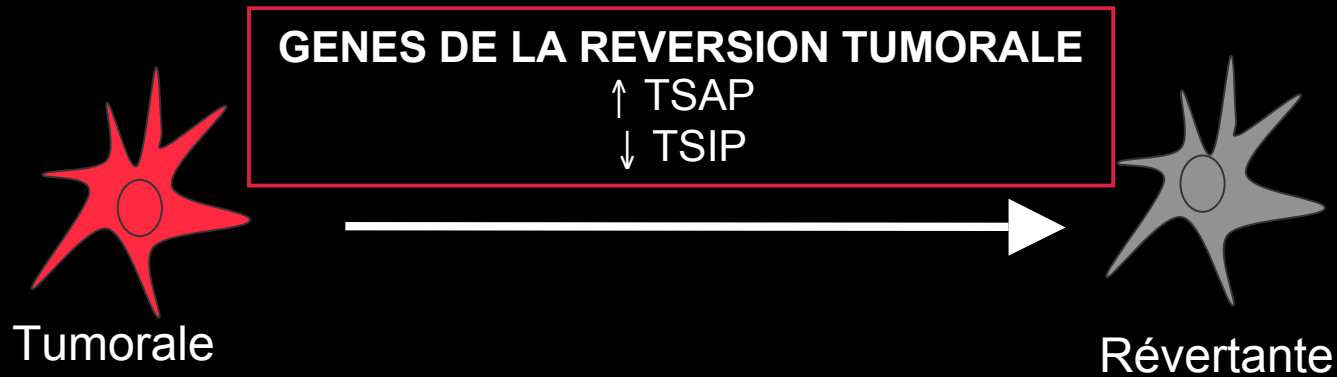 GENES DE LA REVERSION TUMORALE
↑ TSAP
↓ TSIP
Tumorale
Révertante